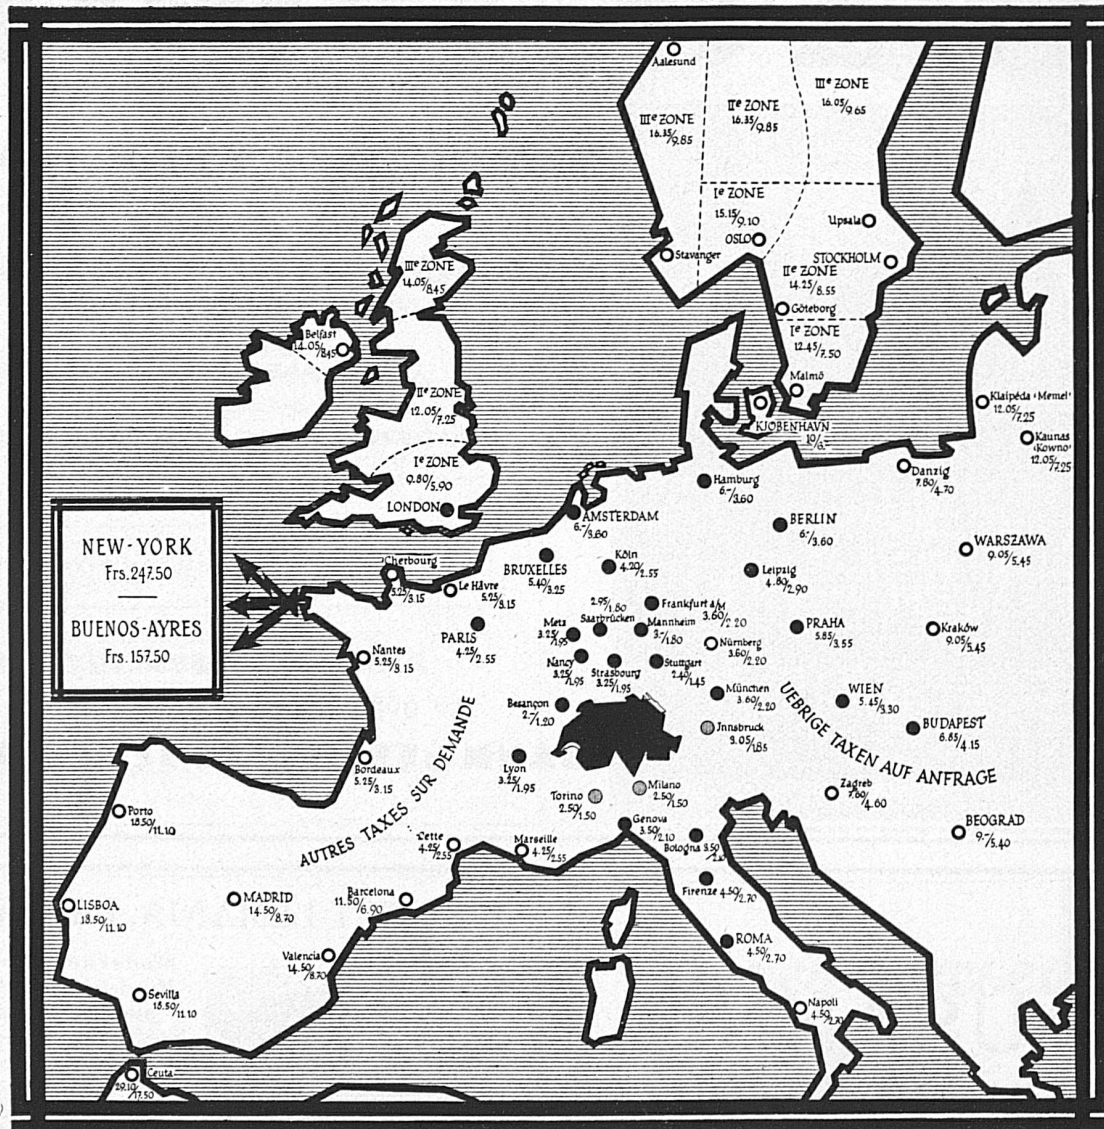 Aalesund
IIIe ZONE
16.35/9.85
IIe ZONE
16.35/9.85
IIIe ZONE
16.05/9.65
Ie ZONE
15.15/9.10
OSLO
Stavanger
Upsala
STOCKHOLM
IIe ZONE
14.25/8.55
Göteborg
Ie ZONE
12.45/7.50
Malmö
KJÖBENHAVN
10/6.-
IIIe ZONE
14.05/8.45
Belfast
14.05/8.45
IIe ZONE
12.05/7.25
Ie ZONE
9.80/5.90
LONDON
Klaipéda (Memel)
12.05/7.25
Kaunas
(Kowno)
12.05/7.25
Danzig
7.80/4.70
Hamburg
6.-/3.60
AMSTERDAM
6.-/3.60
BERLIN
6.-/3.60
WARSZAWA
9.05/5.45
NEW-YORK
Frs. 247.50
BUENOS-AYRES
Frs. 157.50
Cherbourg
5.25/3.15
Le Hâvre
5.25/3.15
BRUXELLES
5.40/3.25
Köln
4.20/2.55
Leipzig
4.80/2.90
PARIS
4.25/2.55
Metz
3.25/1.95
2.95/1.80
Saarbrücken
Frankfurt a/M
3.60/2.20
Mannheim
3.-/1.80
Nürnberg
3.60/2.20
PRAHA
5.85/3.55
Kraków
9.05/5.45
Nantes
5.25/3.15
Nancy
3.25/1.95
Strasbourg
3.25/1.95
Stuttgart
2.40/1.45
München
3.60/2.20
WIEN
5.45/3.30
BUDAPEST
6.85/4.15
Besançon
2.-/1.20
Innsbruck
3.05/1.85
UEBRIGE TAXEN AUF ANFRAGE
AUTRES TAXES SUR DEMANDE
Bordeaux
5.25/3.15
Lyon
3.25/1.95
Torino
2.50/1.50
Milano
2.50/1.50
Zagreb
7.60/4.60
BEOGRAD
9.-/5.40
Genova
3.50/2.10
Bologna 3.50/2.10
Porto
18.50/11.10
Cette
4.25/2.55
Marseille
4.25/2.55
Firenze 4.50/2.70
LISBOA
18.50/11.10
MADRID
14.50/8.70
Barcelona
11.50/6.90
ROMA
4.50/2.70
Valencia
14.50/8.70
Sevilla
18.50/11.10
Napoli
4.50/2.70
Ceuta
29.10/17.50